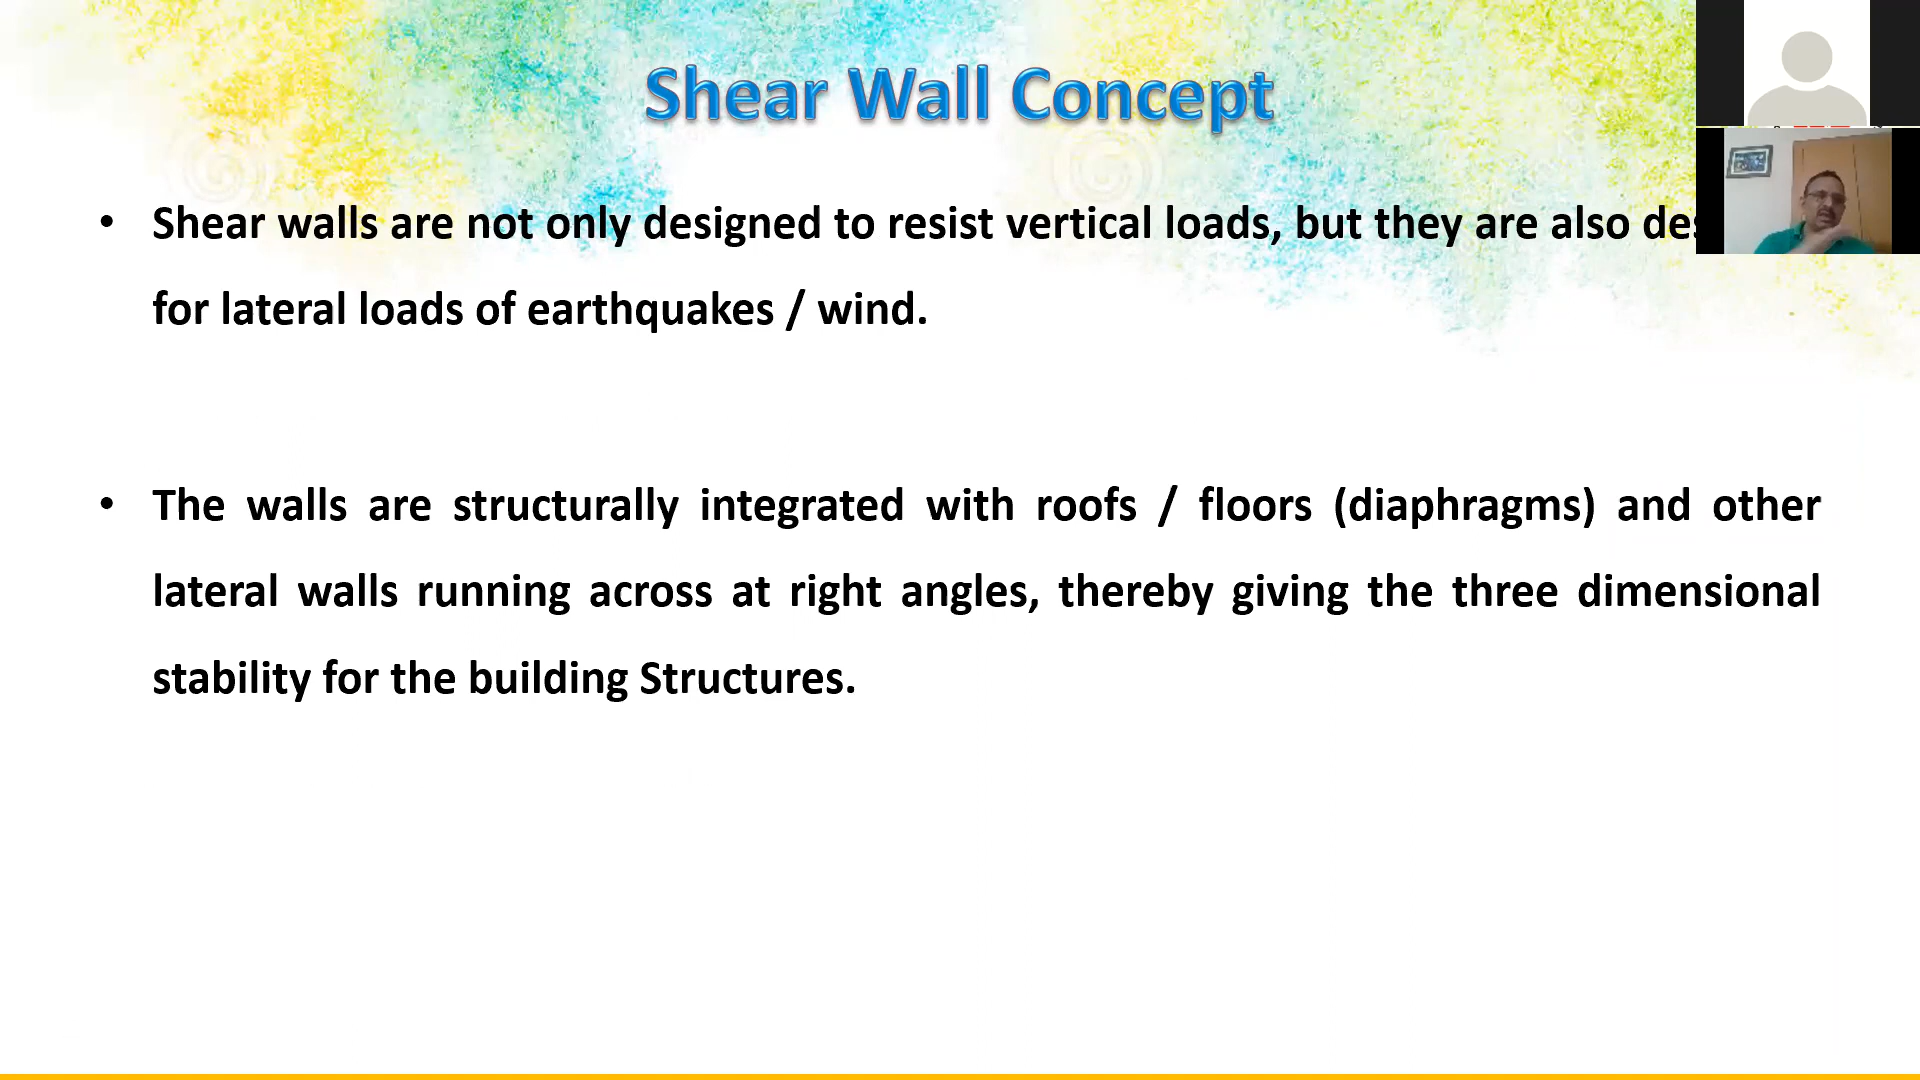 Shear Wall Concept
• Shear walls are not only designed to resist vertical loads, but they are also
for lateral loads of earthquakes / wind.
• The walls are structurally integrated with roofs / floors (diaphragms) and other
lateral walls running across at right angles, thereby giving the three dimensional
stability for the building Structures.